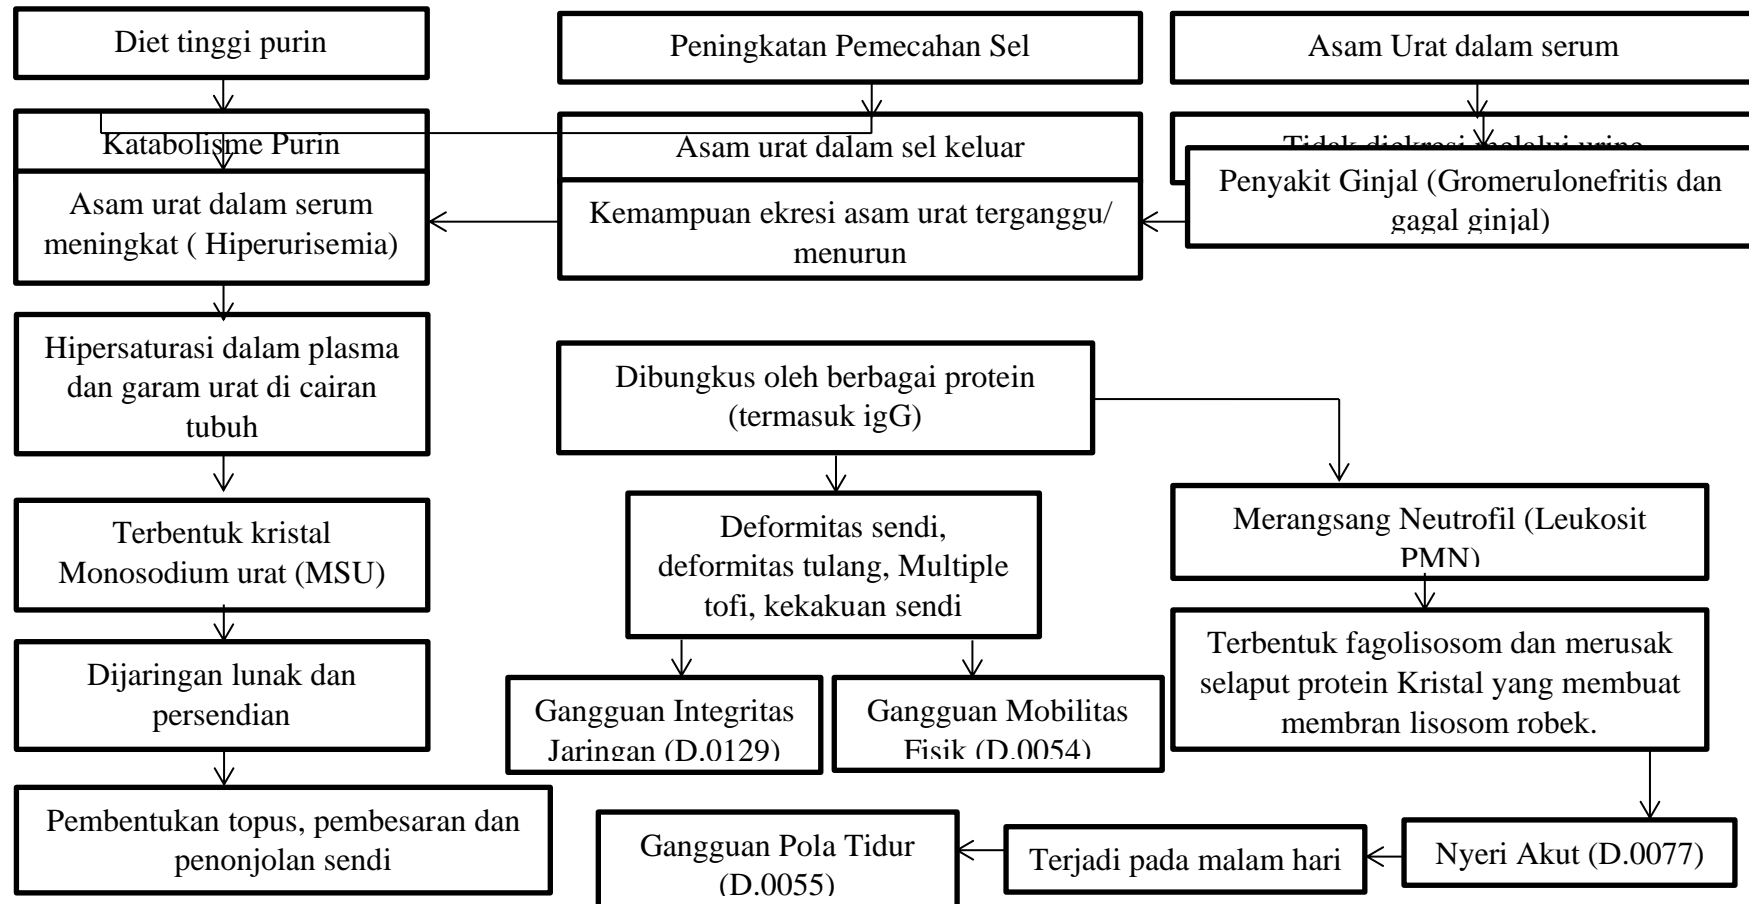 Diet tinggi purin
Peningkatan Pemecahan Sel
Asam Urat dalam serum
Katabolisme Purin
Asam urat dalam sel keluar
Tidak diekresi melalui urine
Asam urat dalam serum
meningkat ( Hiperurisemia)
Kemampuan ekresi asam urat terganggu/
menurun
Penyakit Ginjal (Gromerulonefritis dan
gagal ginjal)
Hipersaturasi dalam plasma
dan garam urat di cairan
tubuh
Dibungkus oleh berbagai protein
(termasuk igG)
Terbentuk kristal
Monosodium urat (MSU)
Deformitas sendi,
deformitas tulang, Multiple
tofi, kekakuan sendi
Merangsang Neutrofil (Leukosit
PMN)
Dijaringan lunak dan
persendian
Gangguan Integritas
Jaringan (D.0129)
Gangguan Mobilitas
Fisik (D.0054)
Terbentuk fagolisosom dan merusak
selaput protein Kristal yang membuat
membran lisosom robek.
Pembentukan topus, pembesaran dan
penonjolan sendi
Gangguan Pola Tidur
(D.0055)
Terjadi pada malam hari
Nyeri Akut (D.0077)